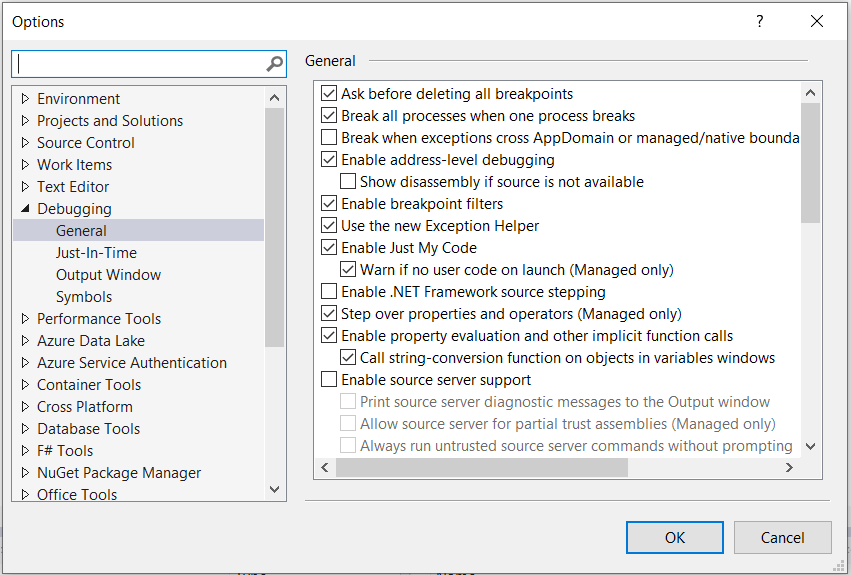 Options
?
General
Environment
Projects and Solutions
Source Control
Work Items
Text Editor
Debugging
General
Just-In-Time
Output Window
Symbols
Performance Tools
Azure Data Lake
Azure Service Authentication
Container Tools
Cross Platform
Database Tools
F# Tools
NuGet Package Manager
Office Tools
Ask before deleting all breakpoints
Break all processes when one process breaks
Break when exceptions cross AppDomain or managed/native bounda
Enable address-level debugging
Show disassembly if source is not available
Enable breakpoint filters
Use the new Exception Helper
Enable Just My Code
Warn if no user code on launch (Managed only)
Enable .NET Framework source stepping
Step over properties and operators (Managed only)
Enable property evaluation and other implicit function calls
Call string-conversion function on objects in variables windows
Enable source server support
Print source server diagnostic messages to the Output window
Allow source server for partial trust assemblies (Managed only)
Always run untrusted source server commands without prompting
OK
Cancel